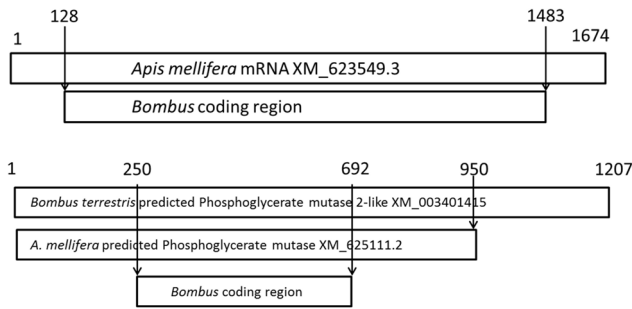 128 1483
1 1674
Apis mellifera mRNA XM_623549.3
Bombus coding region
1 250 692 950 1207
Bombus terrestris predicted Phosphoglycerate mutase 2-like XM_003401415
A. mellifera predicted Phosphoglycerate mutase XM_625111.2
Bombus coding region